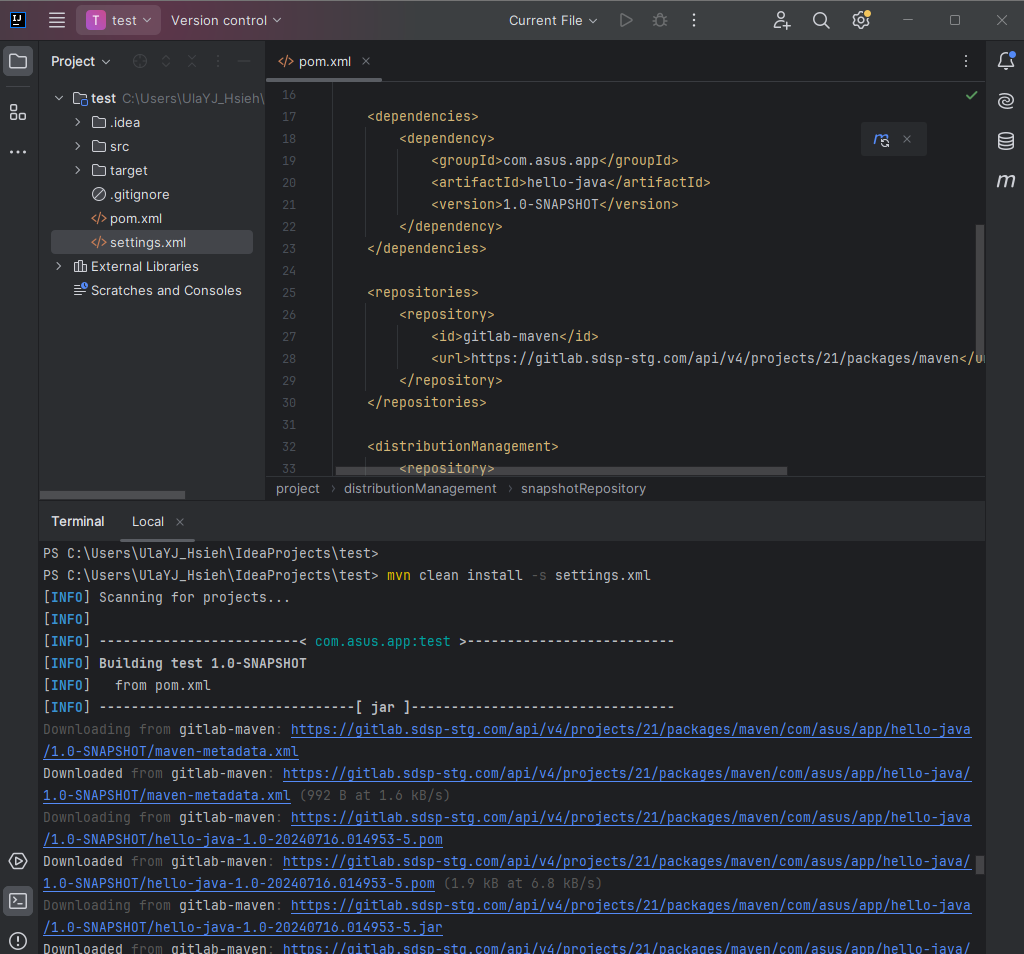 T test Version control Current File
Project
pom.xml
test C:\Users\UlaYJ_Hsieh\
.idea
src
target
.gitignore
pom.xml
settings.xml
External Libraries
Scratches and Consoles
16
17 <dependencies>
18 <dependency>
19 <groupId>com.asus.app</groupId>
20 <artifactId>hello-java</artifactId>
21 <version>1.0-SNAPSHOT</version>
22 </dependency>
23 </dependencies>
24
25 <repositories>
26 <repository>
27 <id>gitlab-maven</id>
28 <url>https://gitlab.sdsp-stg.com/api/v4/projects/21/packages/maven</u
29 </repository>
30 </repositories>
31
32 <distributionManagement>
33 <repository>
project › distributionManagement › snapshotRepository
Terminal Local
PS C:\Users\UlaYJ_Hsieh\IdeaProjects\test>
PS C:\Users\UlaYJ_Hsieh\IdeaProjects\test> mvn clean install -s settings.xml
[INFO] Scanning for projects...
[INFO]
[INFO] -------------------------< com.asus.app:test >--------------------------
[INFO] Building test 1.0-SNAPSHOT
[INFO]   from pom.xml
[INFO] --------------------------------[ jar ]---------------------------------
Downloading from gitlab-maven: https://gitlab.sdsp-stg.com/api/v4/projects/21/packages/maven/com/asus/app/hello-java
/1.0-SNAPSHOT/maven-metadata.xml
Downloaded from gitlab-maven: https://gitlab.sdsp-stg.com/api/v4/projects/21/packages/maven/com/asus/app/hello-java/
1.0-SNAPSHOT/maven-metadata.xml (992 B at 1.6 kB/s)
Downloading from gitlab-maven: https://gitlab.sdsp-stg.com/api/v4/projects/21/packages/maven/com/asus/app/hello-java
/1.0-SNAPSHOT/hello-java-1.0-20240716.014953-5.pom
Downloaded from gitlab-maven: https://gitlab.sdsp-stg.com/api/v4/projects/21/packages/maven/com/asus/app/hello-java/
1.0-SNAPSHOT/hello-java-1.0-20240716.014953-5.pom (1.9 kB at 6.8 kB/s)
Downloading from gitlab-maven: https://gitlab.sdsp-stg.com/api/v4/projects/21/packages/maven/com/asus/app/hello-java
/1.0-SNAPSHOT/hello-java-1.0-20240716.014953-5.jar
Downloaded from gitlab-maven: https://gitlab.sdsp-stg.com/api/v4/projects/21/packages/maven/com/asus/app/hello-java/